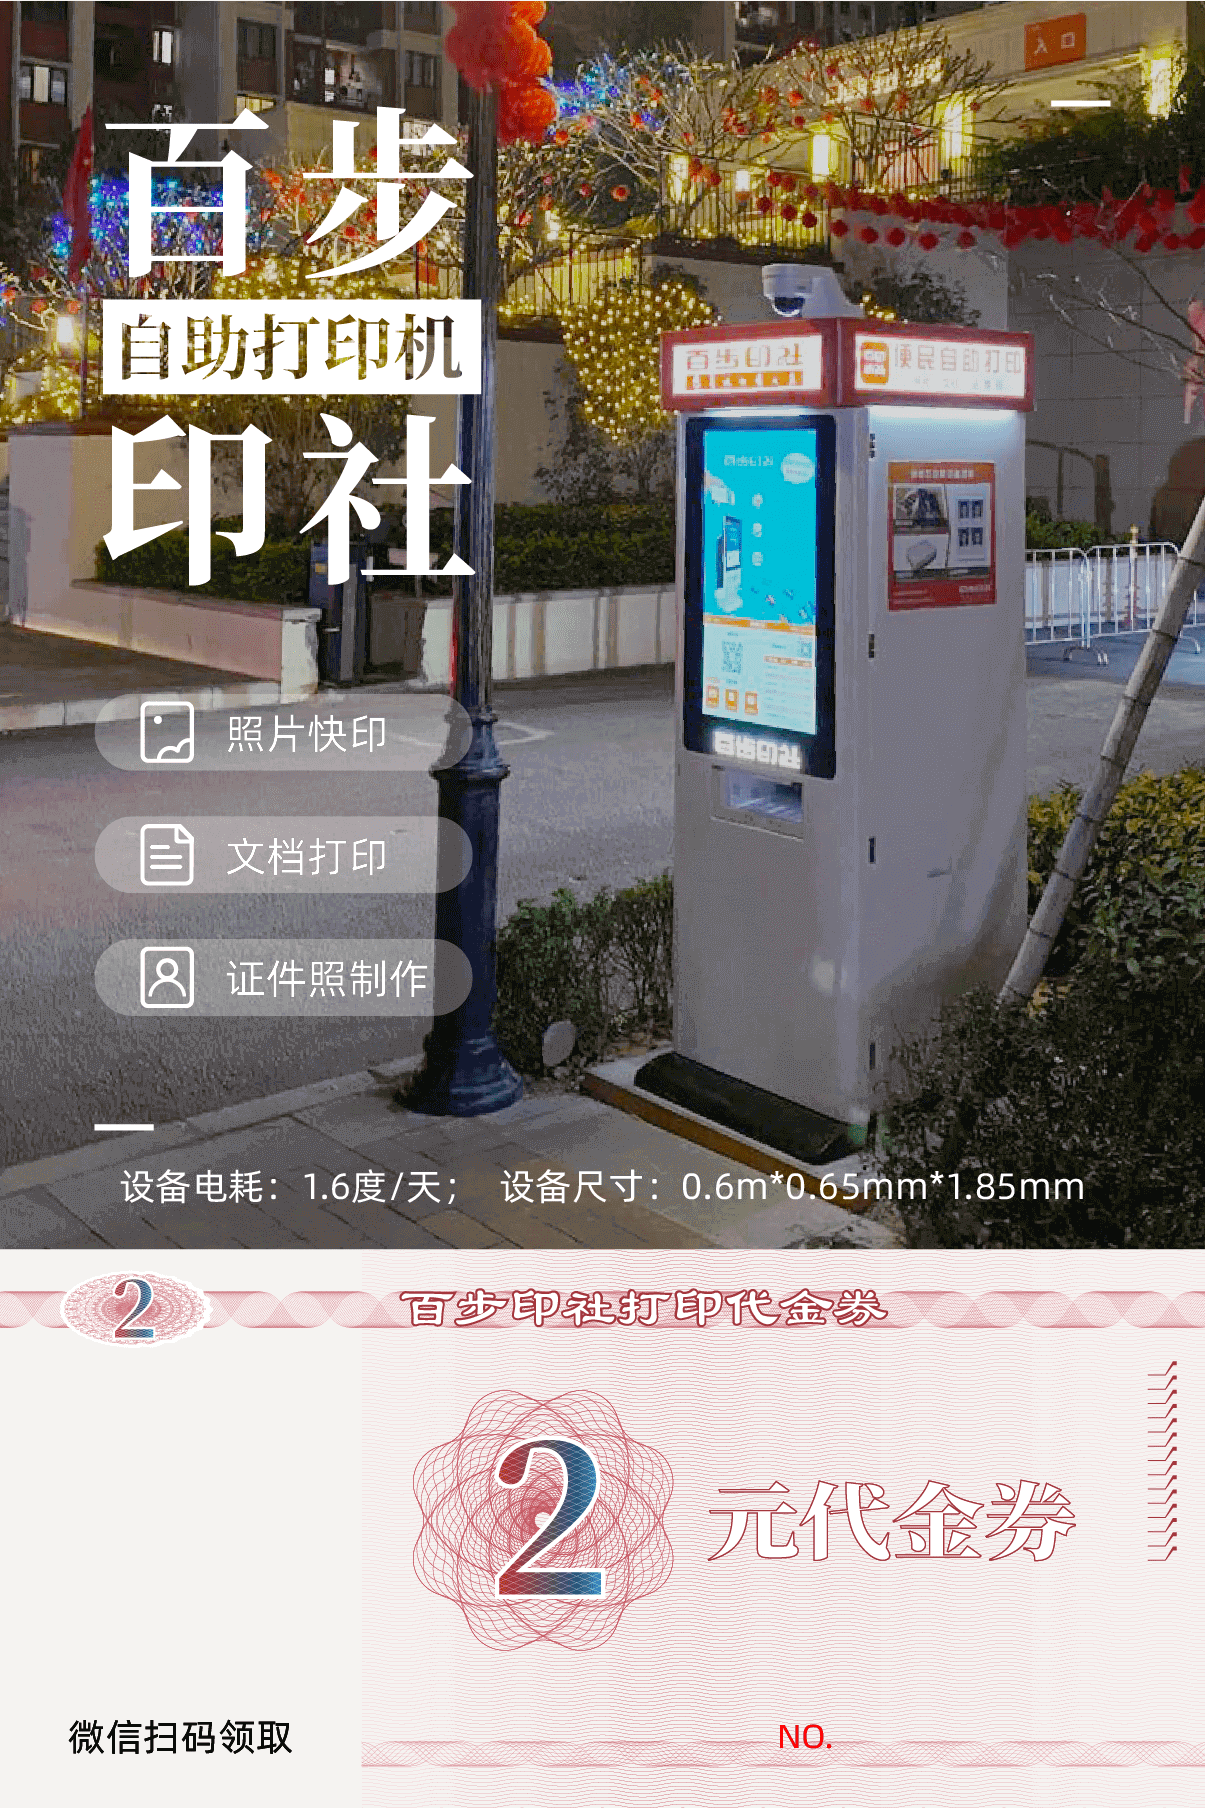 入口
百步
自助打印机
印社
百步印社
便民自助打印
百步印社
照片快印
文档打印
证件照制作
设备电耗：1.6度/天；  设备尺寸：0.6m*0.65mm*1.85mm
2
百步印社打印代金券
2
元代金券
微信扫码领取
NO.